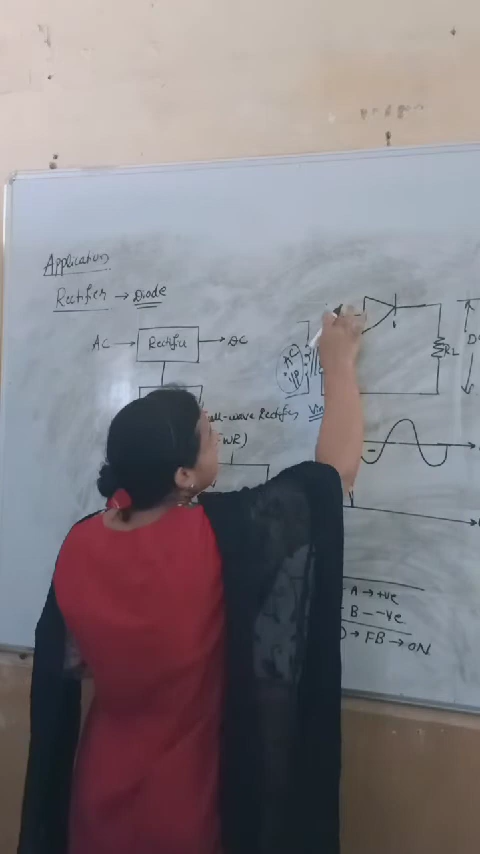 Application
Rectifier → Diode
AC → Rectifier → DC
AC
I/P
RL
D
Full-wave Rectifier
(FWR)
Vin
A → +ve
B → -ve
D → FB → ON